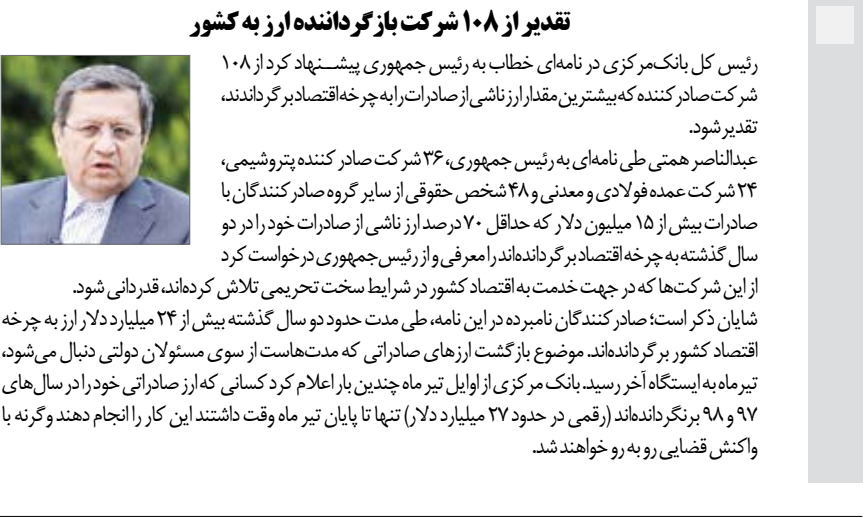 تقدیر از ۱۰۸ شرکت بازگرداننده ارز به کشور
رئیس کل بانک‌مرکزی در نامه‌ای خطاب به رئیس جمهوری پیشــنهاد کرد از ۱۰۸
شرکت صادرکننده که بیشترین مقدار ارز ناشی از صادرات را به چرخه اقتصاد برگرداندند،
تقدیر شود.
عبدالناصر همتی طی نامه‌ای به رئیس جمهوری، ۳۶ شرکت صادر کننده پتروشیمی،
۲۴ شرکت عمده فولادی و معدنی و ۴۸ شخص حقوقی از سایر گروه صادرکنندگان با
صادرات بیش از ۱۵ میلیون دلار که حداقل ۷۰ درصد ارز ناشی از صادرات خود را در دو
سال گذشته به چرخه اقتصاد برگردانده‌اند را معرفی و از رئیس‌جمهوری درخواست کرد
از این شرکت‌ها که در جهت خدمت به اقتصاد کشور در شرایط سخت تحریمی تلاش کرده‌اند، قدردانی شود.
شایان ذکر است؛ صادرکنندگان نامبرده در این نامه، طی مدت حدود دو سال گذشته بیش از ۲۴ میلیارد دلار ارز به چرخه
اقتصاد کشور برگردانده‌اند. موضوع بازگشت ارزهای صادراتی که مدت‌هاست از سوی مسئولان دولتی دنبال می‌شود،
تیرماه به ایستگاه آخر رسید. بانک مرکزی از اوایل تیر ماه چندین بار اعلام کرد کسانی که ارز صادراتی خود را در سال‌های
۹۷ و ۹۸ برنگردانده‌اند (رقمی در حدود ۲۷ میلیارد دلار) تنها تا پایان تیر ماه وقت داشتند این کار را انجام دهند وگرنه با
واکنش قضایی رو به رو خواهند شد.